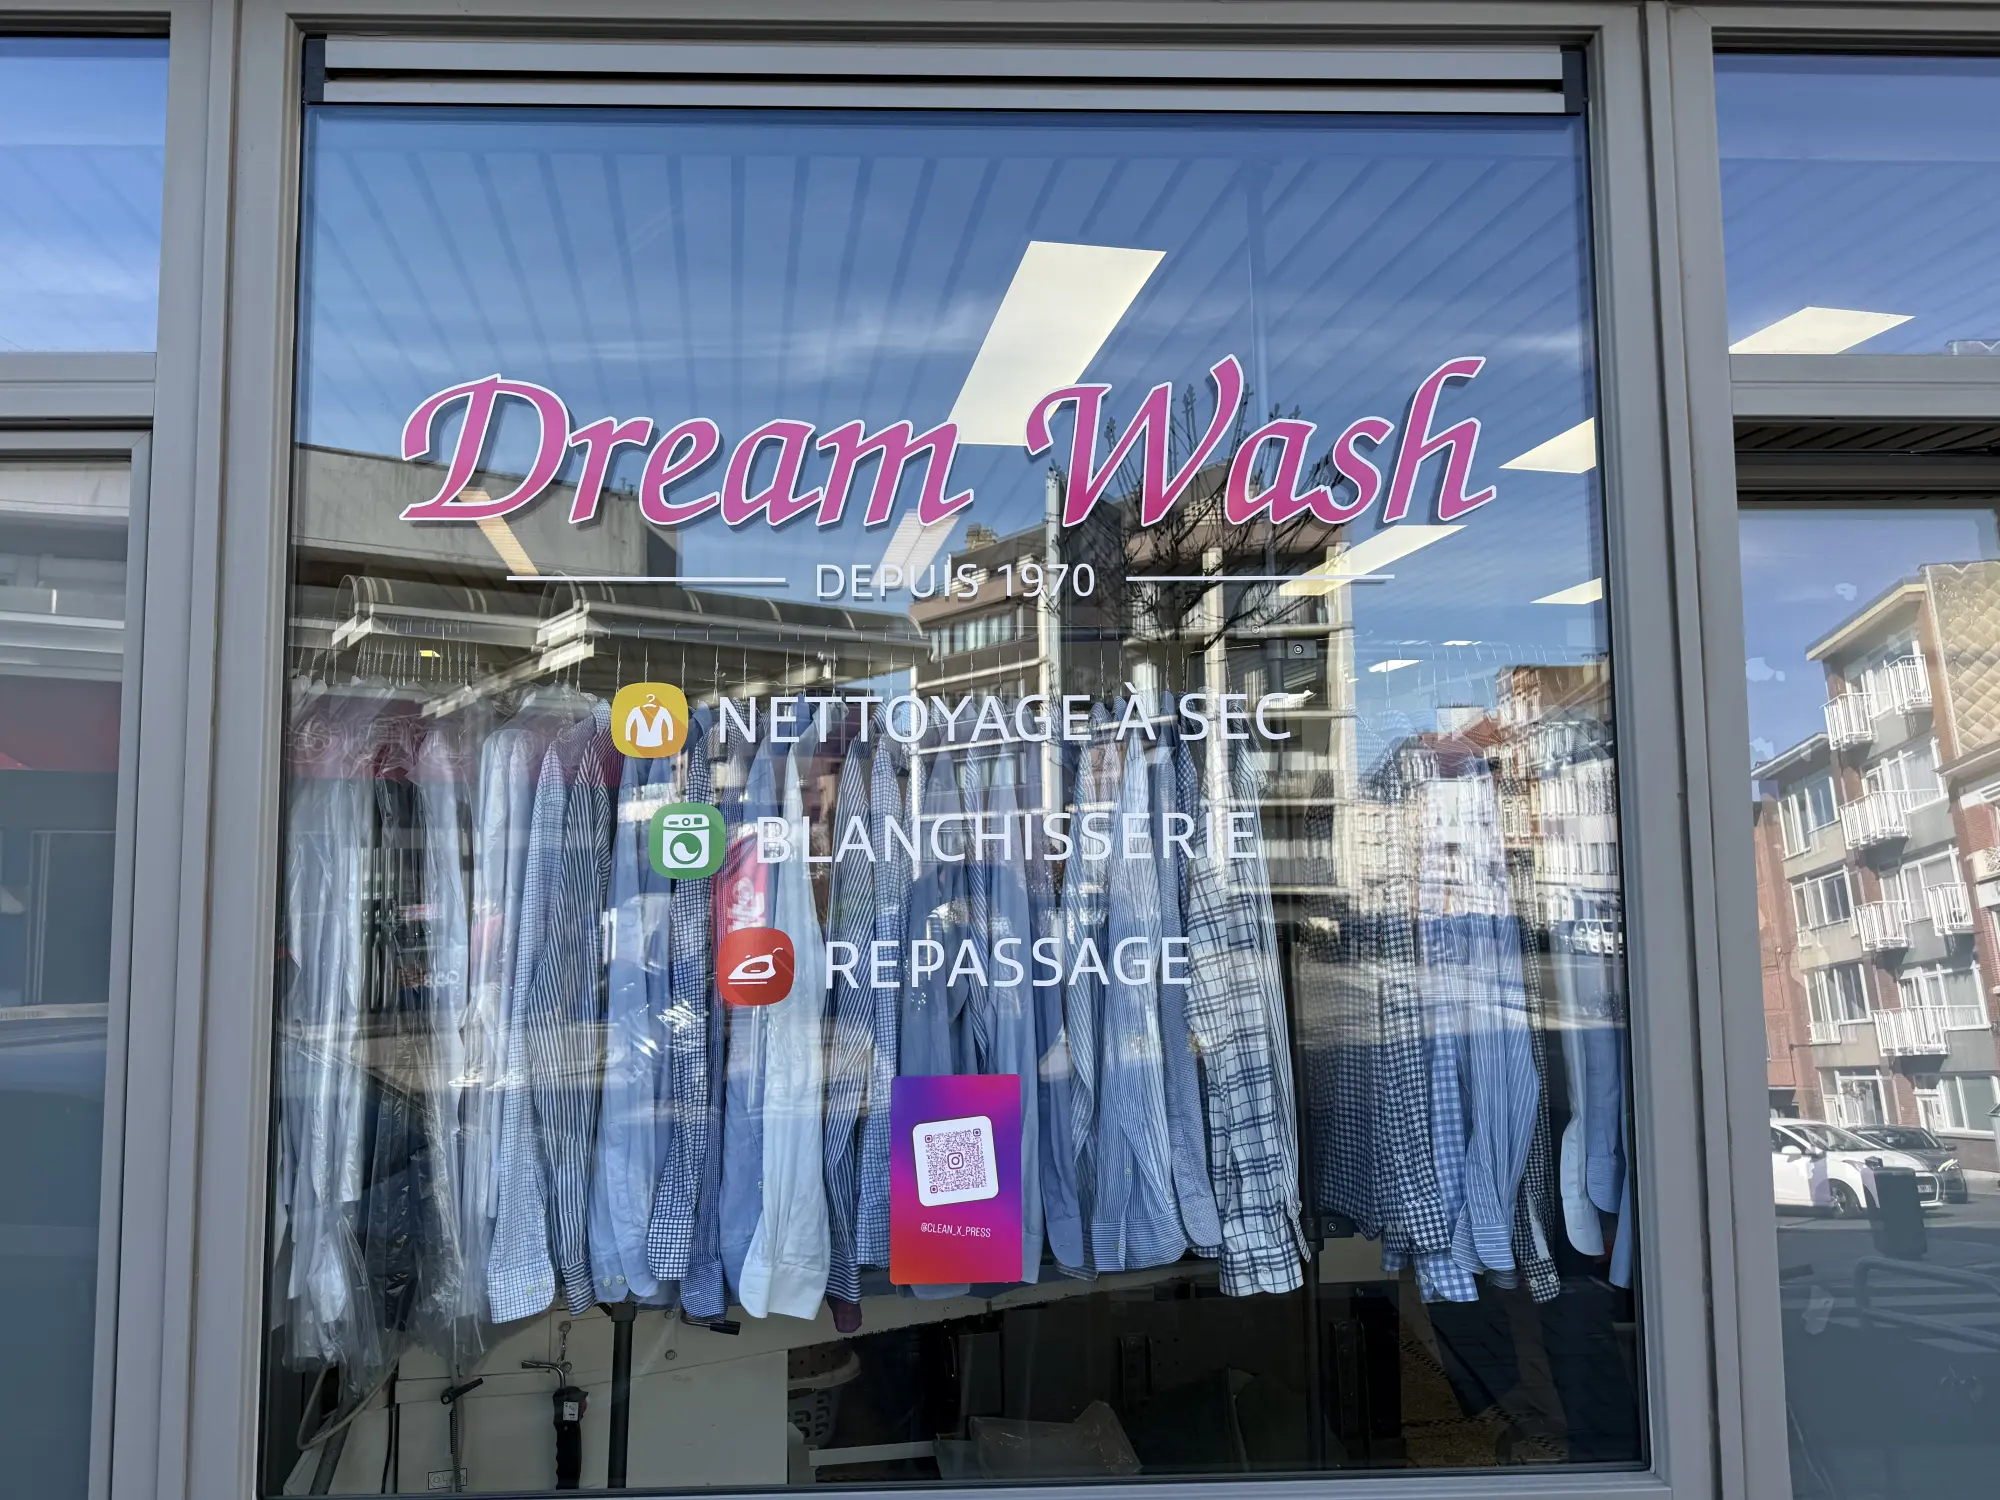 Dream Wash
DEPUIS 1970
NETTOYAGE À SEC
BLANCHISSERIE
REPASSAGE
@CLEAN_X_PRESS